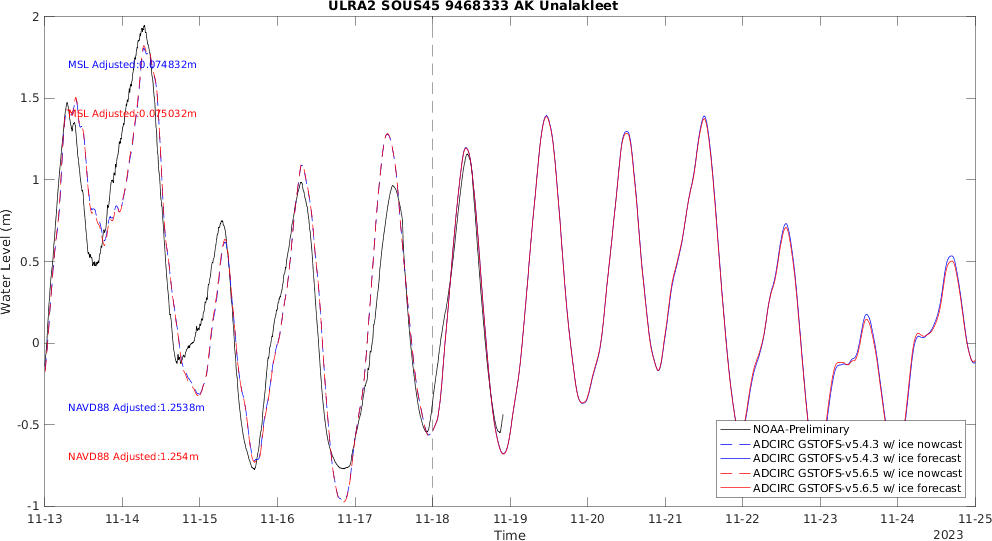 ULRA2 SOUS45 9468333 AK Unalakleet
2
1.5
1
0.5
0
-0.5
-1
Water Level (m)
MSL Adjusted:0.074832m
MSL Adjusted:0.075032m
NAVD88 Adjusted:1.2538m
NAVD88 Adjusted:1.254m
NOAA-Preliminary
ADCIRC GSTOFS-v5.4.3 w/ ice nowcast
ADCIRC GSTOFS-v5.4.3 w/ ice forecast
ADCIRC GSTOFS-v5.6.5 w/ ice nowcast
ADCIRC GSTOFS-v5.6.5 w/ ice forecast
11-13 11-14 11-15 11-16 11-17 11-18 11-19 11-20 11-21 11-22 11-23 11-24 11-25
Time
2023